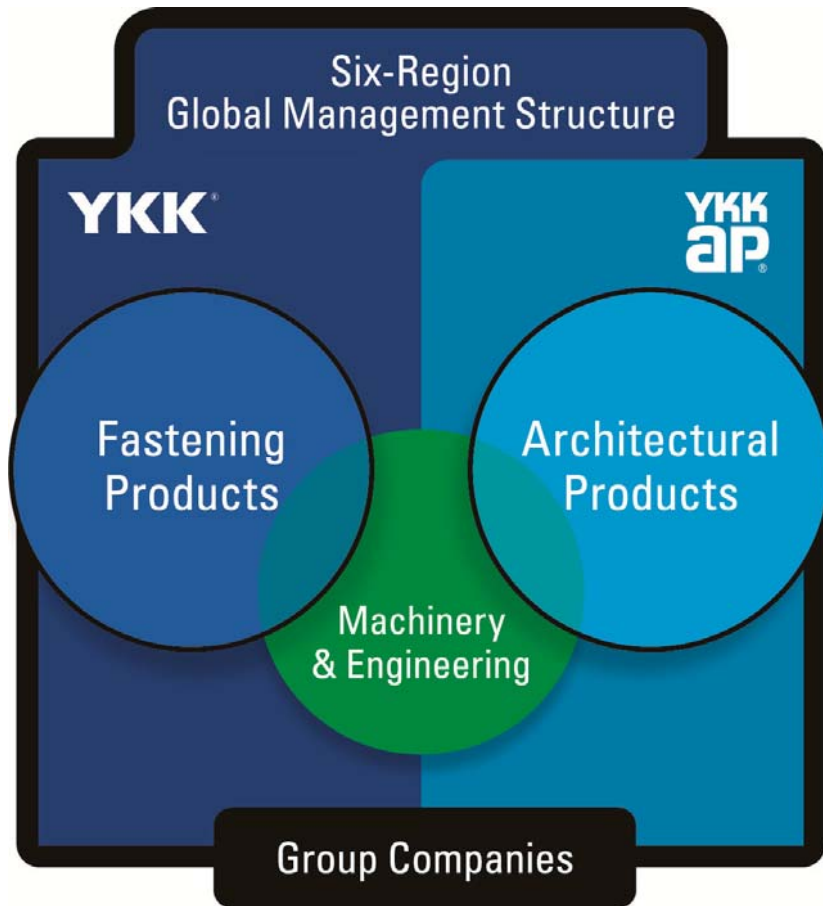 Six-Region
Global Management Structure
YKK®
YKK
ap®
Fastening
Products
Architectural
Products
Machinery
& Engineering
Group Companies